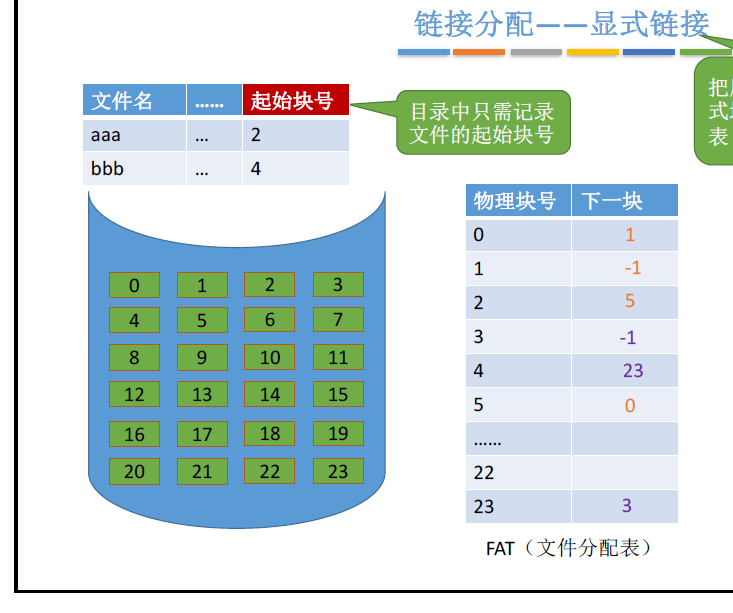 链接分配——显式链接
文件名 …… 起始块号
aaa … 2
bbb … 4
目录中只需记录
文件的起始块号
把
式
表
物理块号 下一块
0 1
1 -1
2 5
3 -1
4 23
5 0
……
22
23 3
FAT（文件分配表）
0 1 2 3
4 5 6 7
8 9 10 11
12 13 14 15
16 17 18 19
20 21 22 23